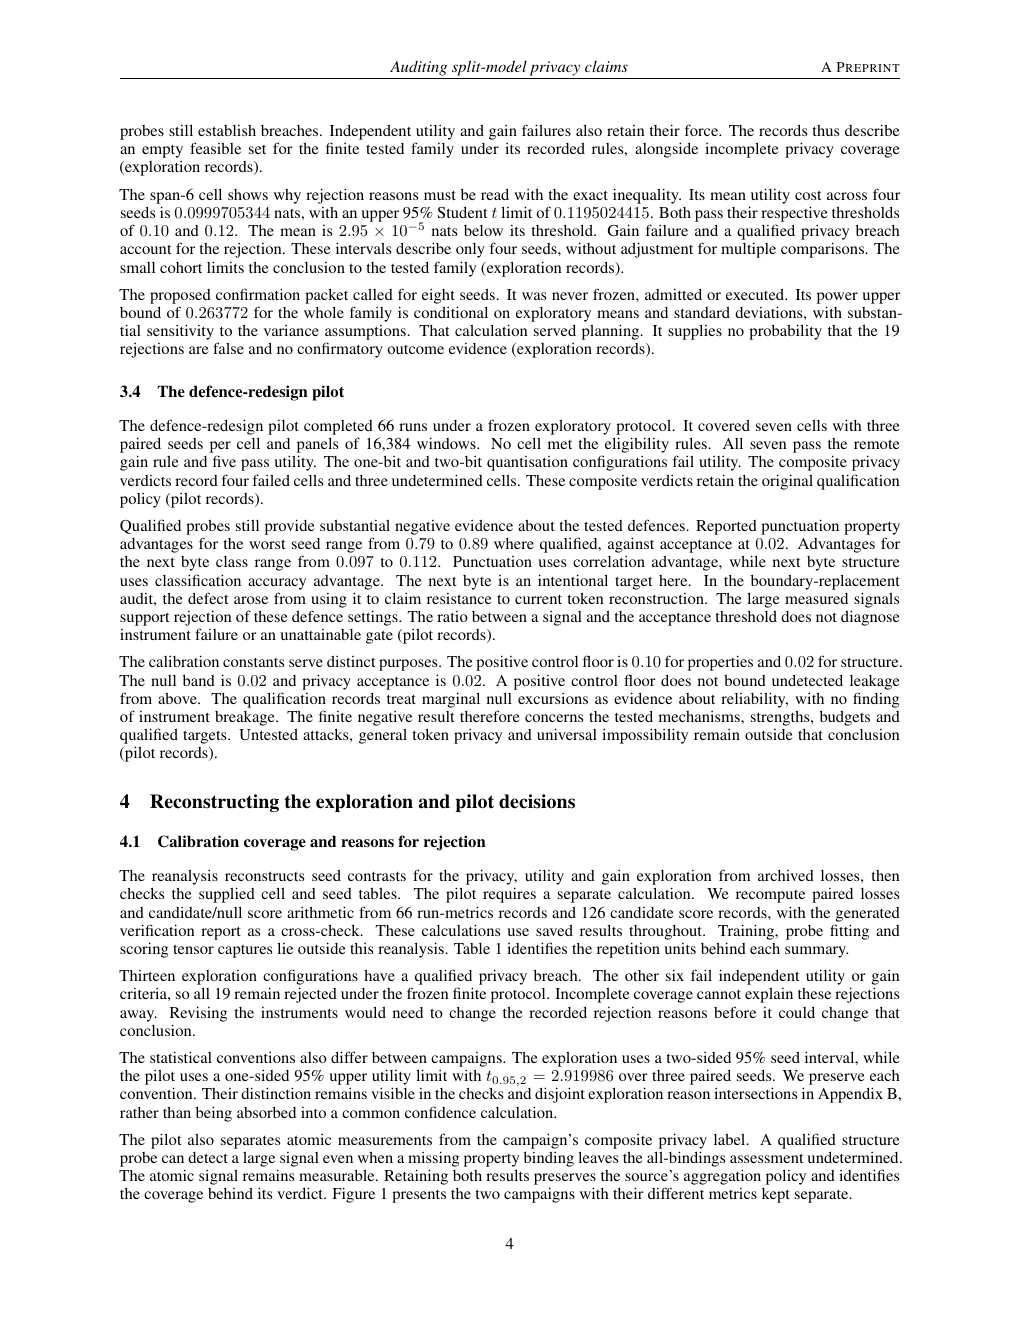 Auditing split-model privacy claims
A PREPRINT
probes still establish breaches. Independent utility and gain failures also retain their force. The records thus describe
an empty feasible set for the finite tested family under its recorded rules, alongside incomplete privacy coverage
(exploration records).
The span-6 cell shows why rejection reasons must be read with the exact inequality. Its mean utility cost across four
seeds is 0.0999705344 nats, with an upper 95% Student t limit of 0.1195024415. Both pass their respective thresholds
of 0.10 and 0.12. The mean is 2.95 × 10⁻⁵ nats below its threshold. Gain failure and a qualified privacy breach
account for the rejection. These intervals describe only four seeds, without adjustment for multiple comparisons. The
small cohort limits the conclusion to the tested family (exploration records).
The proposed confirmation packet called for eight seeds. It was never frozen, admitted or executed. Its power upper
bound of 0.263772 for the whole family is conditional on exploratory means and standard deviations, with substan-
tial sensitivity to the variance assumptions. That calculation served planning. It supplies no probability that the 19
rejections are false and no confirmatory outcome evidence (exploration records).
3.4 The defence-redesign pilot
The defence-redesign pilot completed 66 runs under a frozen exploratory protocol. It covered seven cells with three
paired seeds per cell and panels of 16,384 windows. No cell met the eligibility rules. All seven pass the remote
gain rule and five pass utility. The one-bit and two-bit quantisation configurations fail utility. The composite privacy
verdicts record four failed cells and three undetermined cells. These composite verdicts retain the original qualification
policy (pilot records).
Qualified probes still provide substantial negative evidence about the tested defences. Reported punctuation property
advantages for the worst seed range from 0.79 to 0.89 where qualified, against acceptance at 0.02. Advantages for
the next byte class range from 0.097 to 0.112. Punctuation uses correlation advantage, while next byte structure
uses classification accuracy advantage. The next byte is an intentional target here. In the boundary-replacement
audit, the defect arose from using it to claim resistance to current token reconstruction. The large measured signals
support rejection of these defence settings. The ratio between a signal and the acceptance threshold does not diagnose
instrument failure or an unattainable gate (pilot records).
The calibration constants serve distinct purposes. The positive control floor is 0.10 for properties and 0.02 for structure.
The null band is 0.02 and privacy acceptance is 0.02. A positive control floor does not bound undetected leakage
from above. The qualification records treat marginal null excursions as evidence about reliability, with no finding
of instrument breakage. The finite negative result therefore concerns the tested mechanisms, strengths, budgets and
qualified targets. Untested attacks, general token privacy and universal impossibility remain outside that conclusion
(pilot records).
4 Reconstructing the exploration and pilot decisions
4.1 Calibration coverage and reasons for rejection
The reanalysis reconstructs seed contrasts for the privacy, utility and gain exploration from archived losses, then
checks the supplied cell and seed tables. The pilot requires a separate calculation. We recompute paired losses
and candidate/null score arithmetic from 66 run-metrics records and 126 candidate score records, with the generated
verification report as a cross-check. These calculations use saved results throughout. Training, probe fitting and
scoring tensor captures lie outside this reanalysis. Table 1 identifies the repetition units behind each summary.
Thirteen exploration configurations have a qualified privacy breach. The other six fail independent utility or gain
criteria, so all 19 remain rejected under the frozen finite protocol. Incomplete coverage cannot explain these rejections
away. Revising the instruments would need to change the recorded rejection reasons before it could change that
conclusion.
The statistical conventions also differ between campaigns. The exploration uses a two-sided 95% seed interval, while
the pilot uses a one-sided 95% upper utility limit with t₀.₉₅,₂ = 2.919986 over three paired seeds. We preserve each
convention. Their distinction remains visible in the checks and disjoint exploration reason intersections in Appendix B,
rather than being absorbed into a common confidence calculation.
The pilot also separates atomic measurements from the campaign's composite privacy label. A qualified structure
probe can detect a large signal even when a missing property binding leaves the all-bindings assessment undetermined.
The atomic signal remains measurable. Retaining both results preserves the source's aggregation policy and identifies
the coverage behind its verdict. Figure 1 presents the two campaigns with their different metrics kept separate.
4